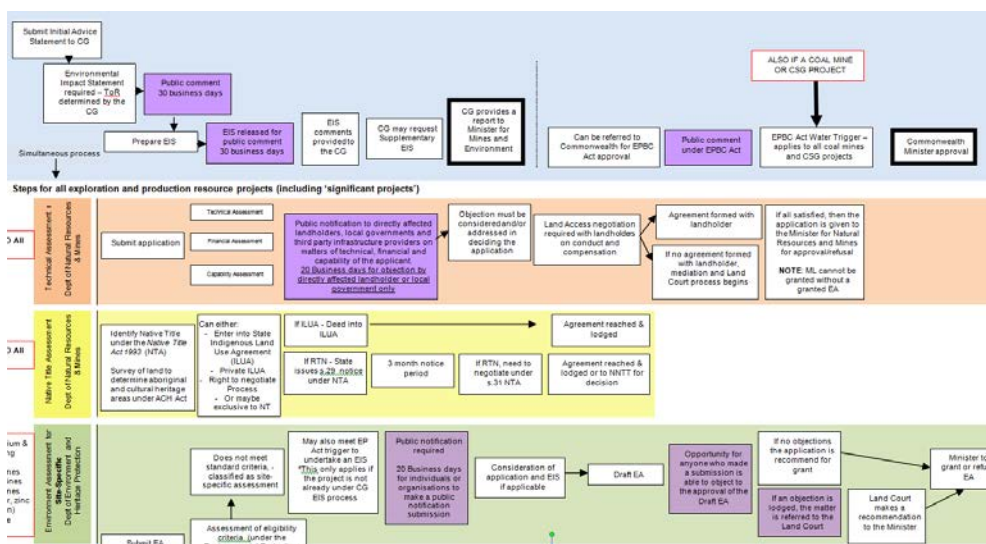 Submit Initial Advice
Statement to CG
Environmental
Impact Statement
required – ToR
determined by the
CG
Public comment
30 business days
Prepare EIS
EIS released for
public comment
30 business days
EIS
comments
provided to
the CG
CG may request
Supplementary
EIS
CG provides a
report to
Minister for
Mines and
Environment
Simultaneous process
ALSO IF A COAL MINE
OR CSG PROJECT
Can be referred to
Commonwealth for EPBC
Act approval
Public comment
under EPBC Act
EPBC Act Water Trigger –
applies to all coal mines
and CSG projects
Commonwealth
Minister approval
Steps for all exploration and production resource projects (including 'significant projects')
All
Technical Assessment
Dept of Natural Resources
& Mines
Submit application
Technical Assessment
Financial Assessment
Capability Assessment
Public notification to directly affected
landholders, local governments and
third party infrastructure providers on
matters of technical, financial and
capability of the applicant.
20 Business days for objection by
directly affected landholder or local
government only
Objection must be
considered and/or
addressed in
deciding the
application
Land Access negotiation
required with landholders
on conduct and
compensation
Agreement formed with
landholder
If no agreement formed
with landholder,
mediation and Land
Court process begins
If all satisfied, then the
application is given to
the Minister for Natural
Resources and Mines
for approval/refusal
NOTE: ML cannot be
granted without a
granted EA
All
Native Title Assessment
Dept of Natural Resources
& Mines
Identify Native Title
under the Native Title
Act 1993 (NTA)
Survey of land to
determine aboriginal
and cultural heritage
areas under ACH Act
Can either:
- Enter into State
Indigenous Land
Use Agreement
(ILUA)
- Private ILUA
- Right to negotiate
Process
- Or maybe
exclusive to NT
If ILUA - Deed into
ILUA
Agreement reached &
lodged
If RTN - State
issues s.29 notice
under NTA
3 month notice
period
If RTN, need to
negotiate under
s.31 NTA
Agreement reached &
lodged or to NNTT for
decision
Environment Assessment for
Site-Specific
Dept of Environment and
Heritage Protection
Does not meet
standard criteria, -
classified as site-
specific assessment
Assessment of eligibility
criteria (under the
Submit EA
May also meet EP
Act trigger to
undertake an EIS
*This only applies if
the project is not
already under CG
EIS process
Public notification
required
20 Business days
for individuals or
organisations to
make a public
notification
submission
Consideration of
application and EIS
if applicable
Draft EA
Opportunity for
anyone who made
a submission is
able to object to
the approval of the
Draft EA
If no objections
the application is
recommend for
grant
If an objection is
lodged, the matter
is referred to the
Land Court
Land Court
makes a
recommendation
to the Minister
Minister to
grant or refu
EA